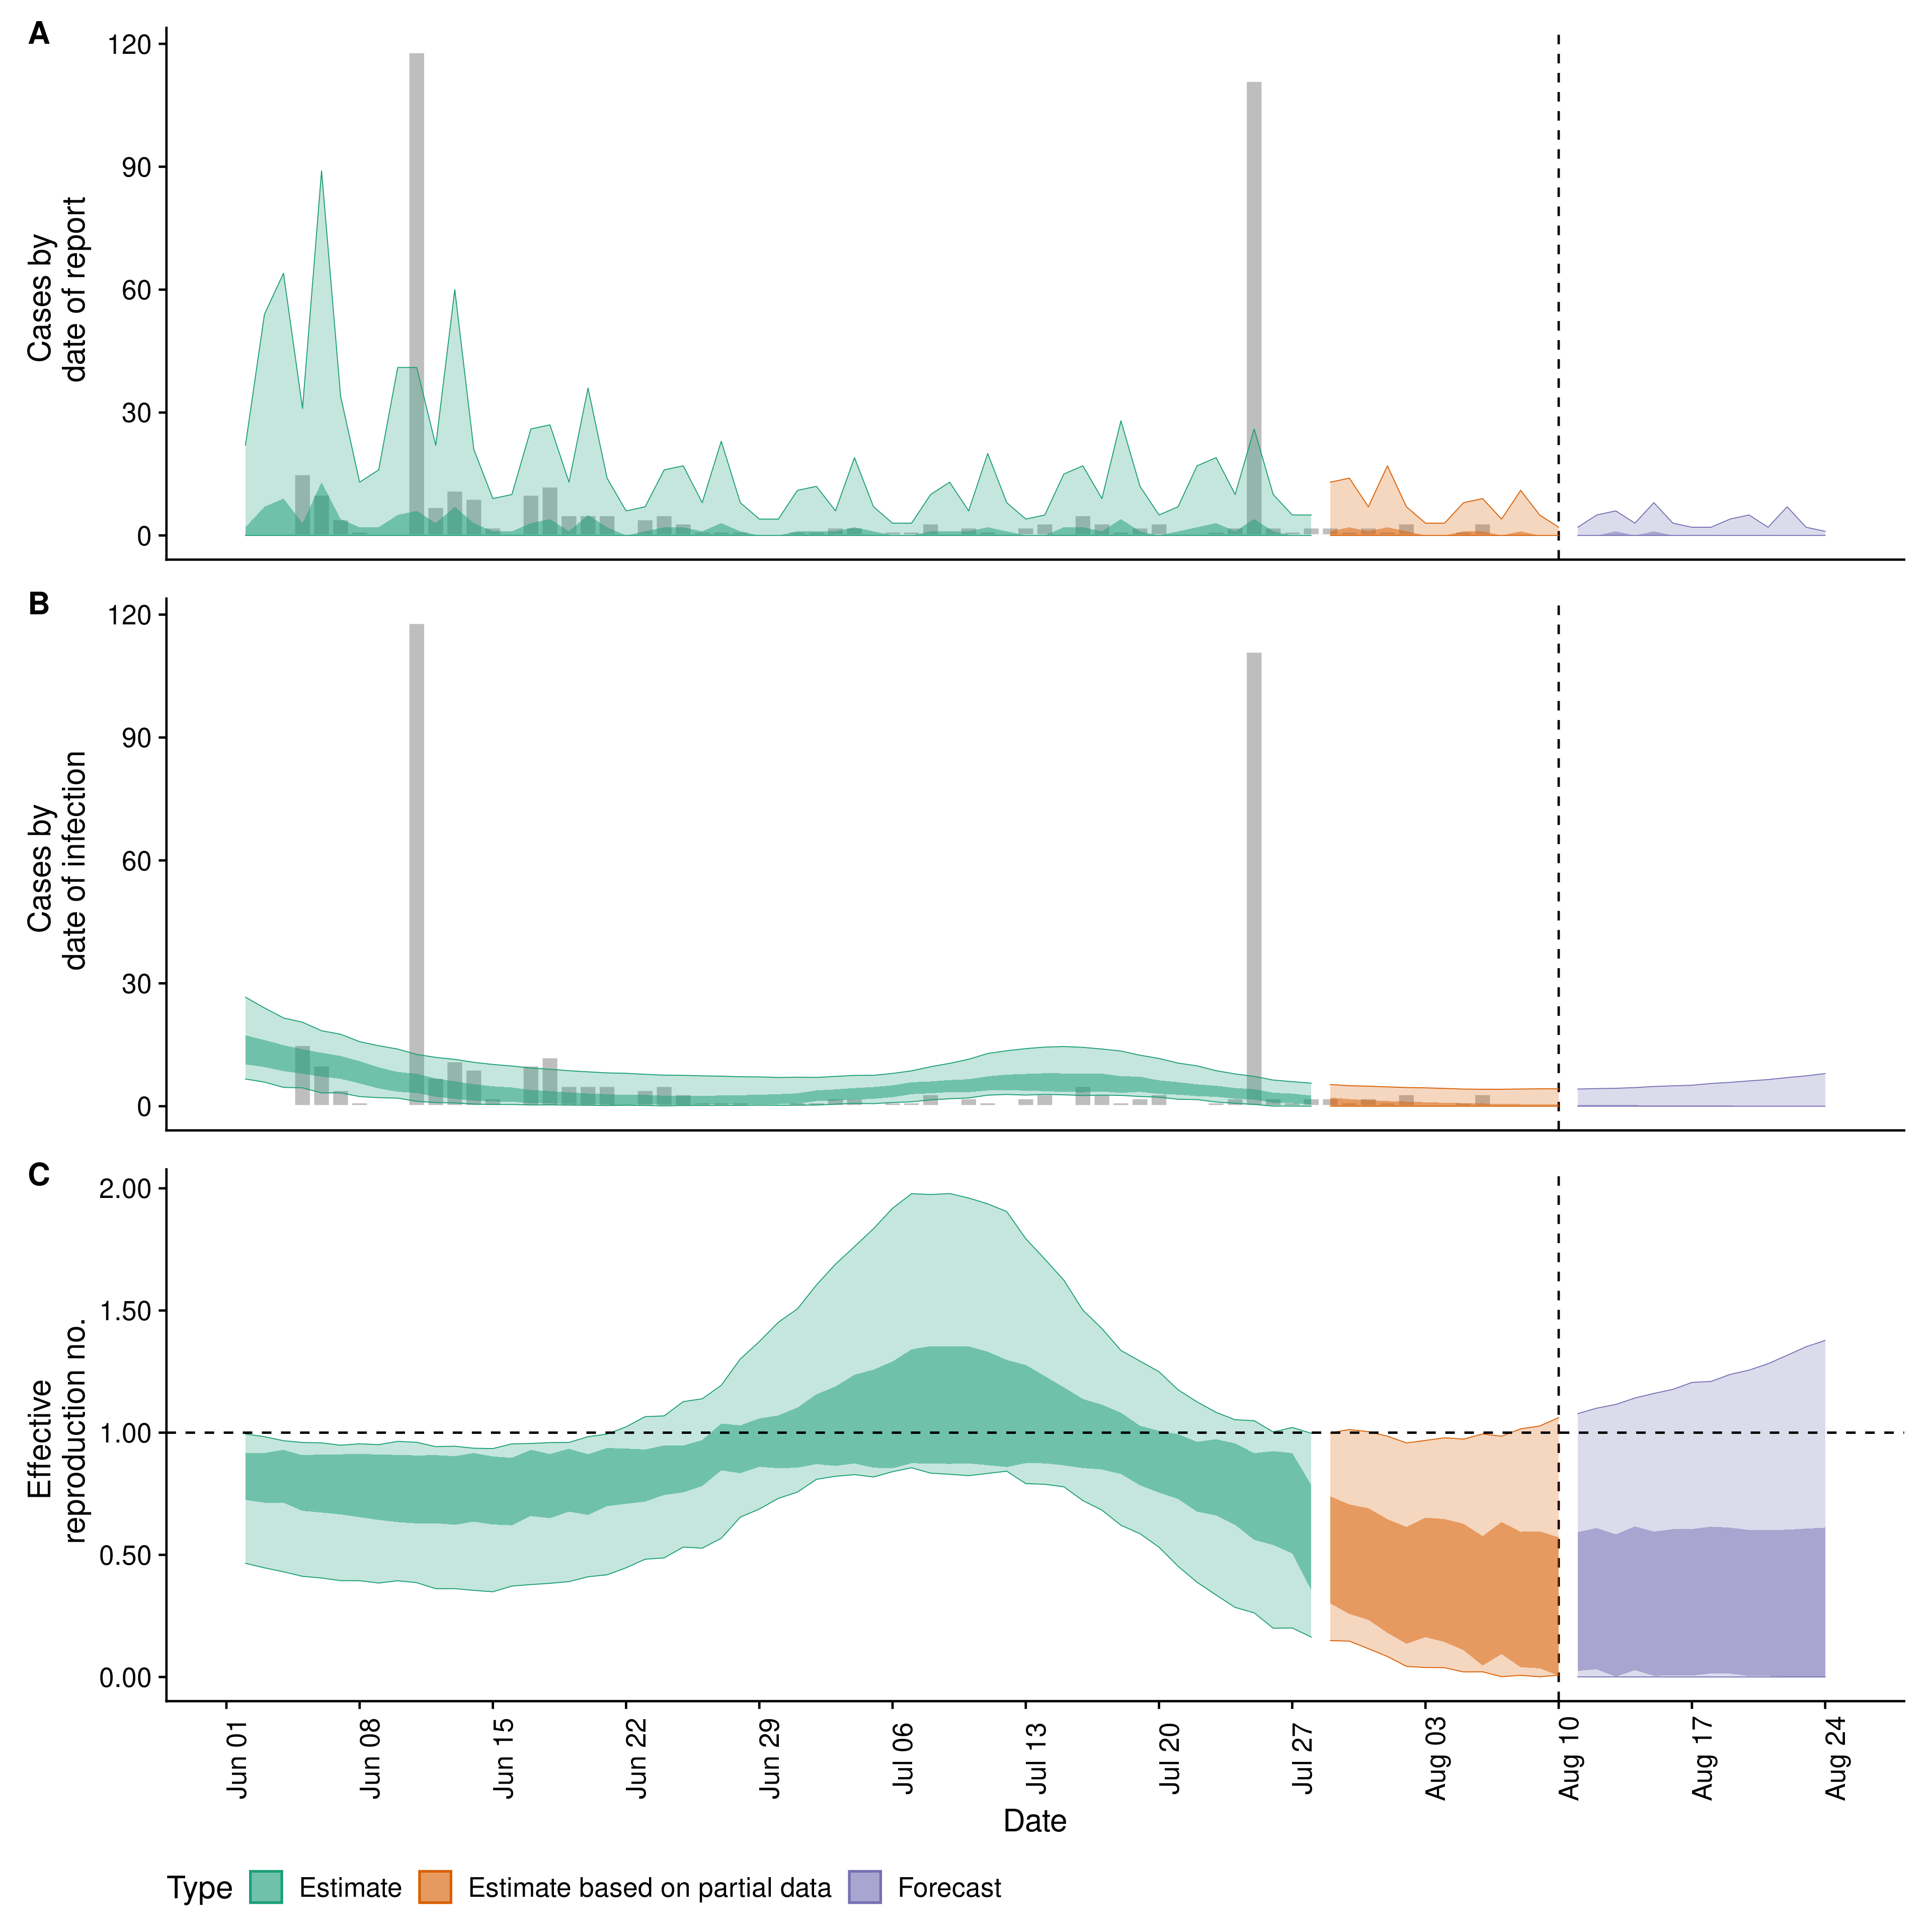 A
120
90
60
30
0
Cases by
date of report
B
120
90
60
30
0
Cases by
date of infection
C
2.00
1.50
1.00
0.50
0.00
Effective
reproduction no.
Jun 01
Jun 08
Jun 15
Jun 22
Jun 29
Jul 06
Jul 13
Jul 20
Jul 27
Aug 03
Aug 10
Aug 17
Aug 24
Date
Type Estimate Estimate based on partial data Forecast